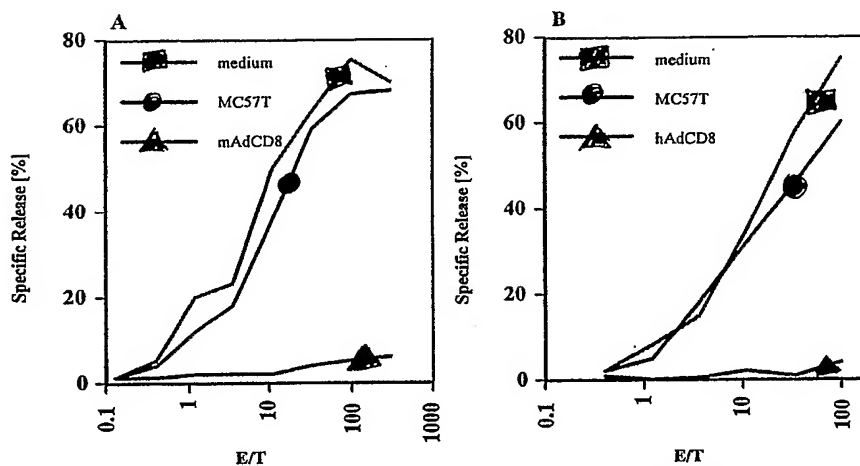 A
Specific Release [%]
80
60
40
20
0
medium
MC57T
mAdCD8
0.1
1
10
100
1000
E/T
B
Specific Release [%]
80
60
40
20
0
medium
MC57T
hAdCD8
0.1
1
10
100
E/T